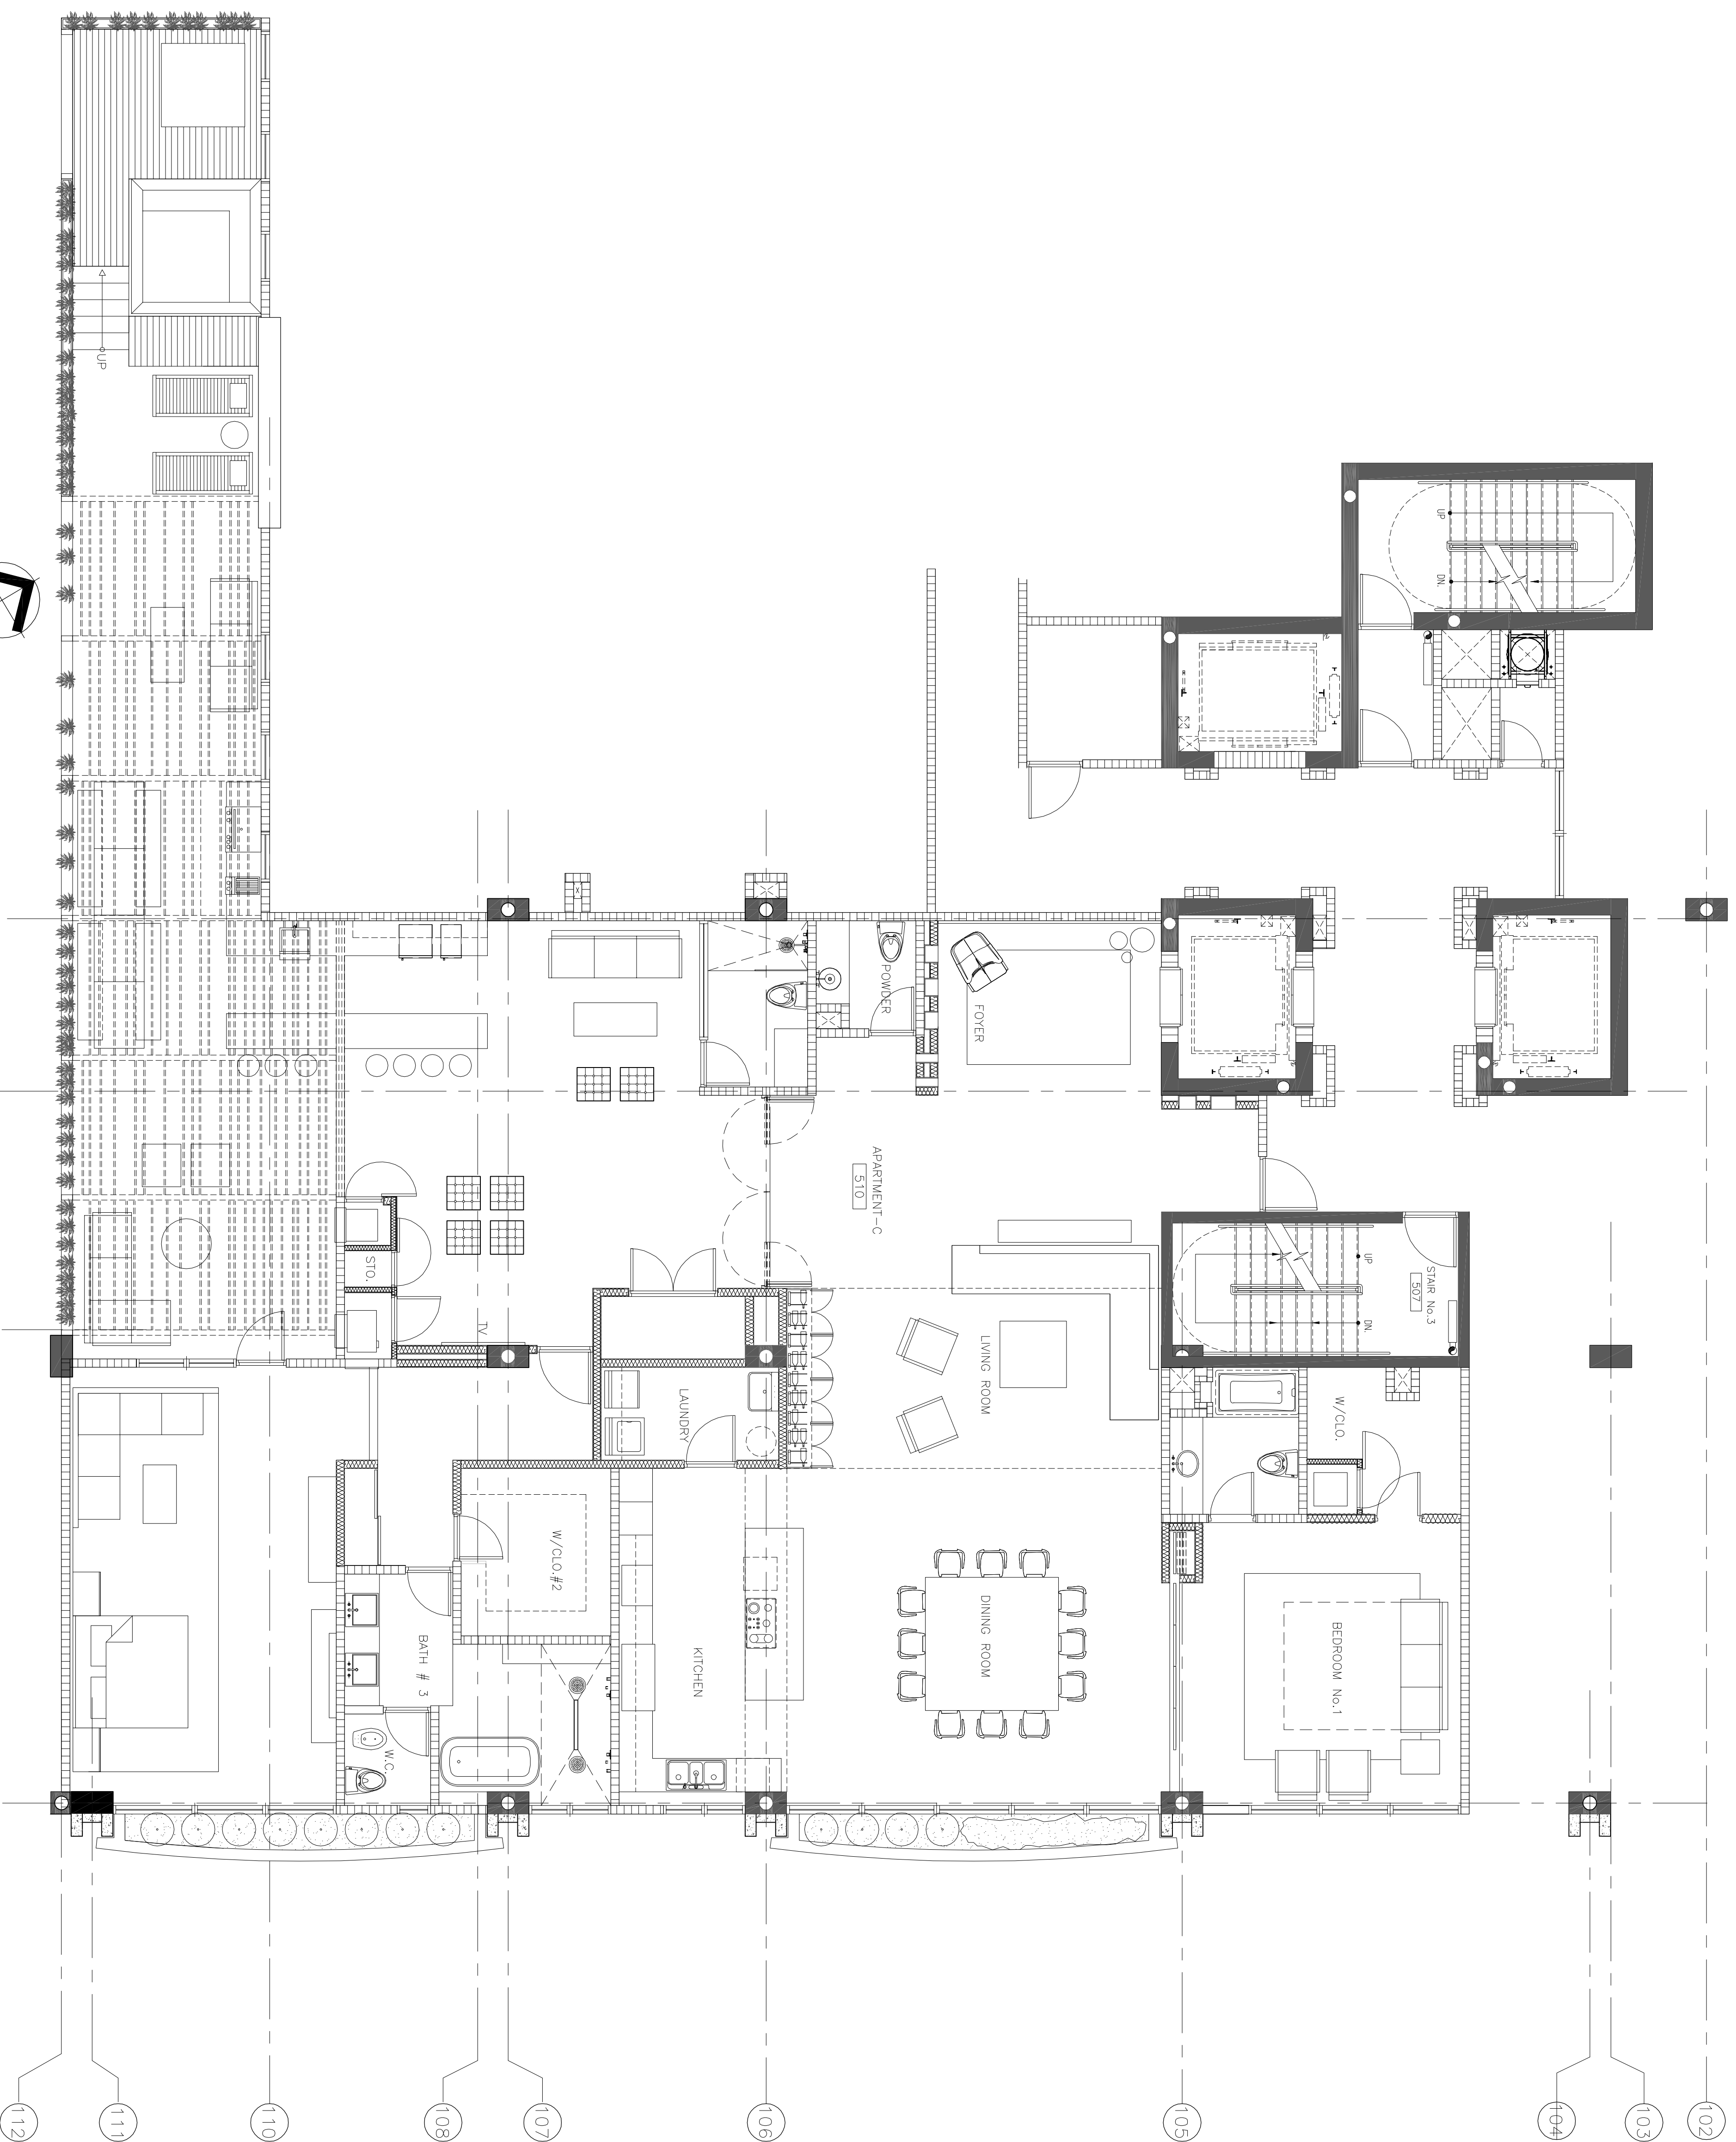 UP
UP
DN.
POWDER
FOYER
APARTMENT-C
510
STO.
TV
UP
DN.
STAIR No.3
507
LIVING ROOM
LAUNDRY
W/CLO.
W/CLO.#2
BATH # 3
W.C.
KITCHEN
DINING ROOM
BEDROOM No.1
112
111
110
108
107
106
105
104
103
102